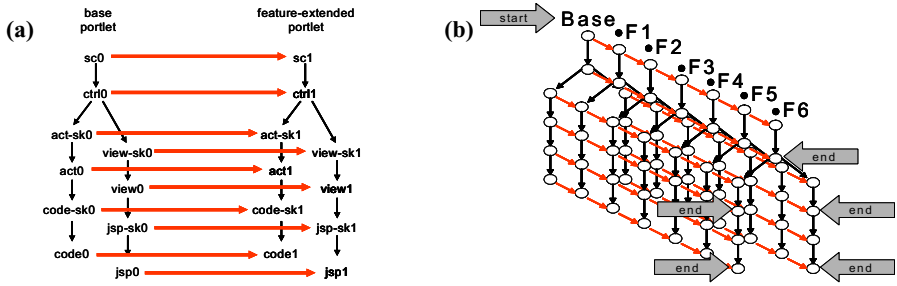 (a)
base
portlet
feature-extended
portlet
sc0
sc1
ctrl0
ctrl1
act-sk0
act-sk1
view-sk0
view-sk1
act0
act1
view0
view1
code-sk0
code-sk1
jsp-sk0
jsp-sk1
code0
code1
jsp0
jsp1
(b)
start
Base
•F1
•F2
•F3
•F4
•F5
•F6
end
end
end
end
end